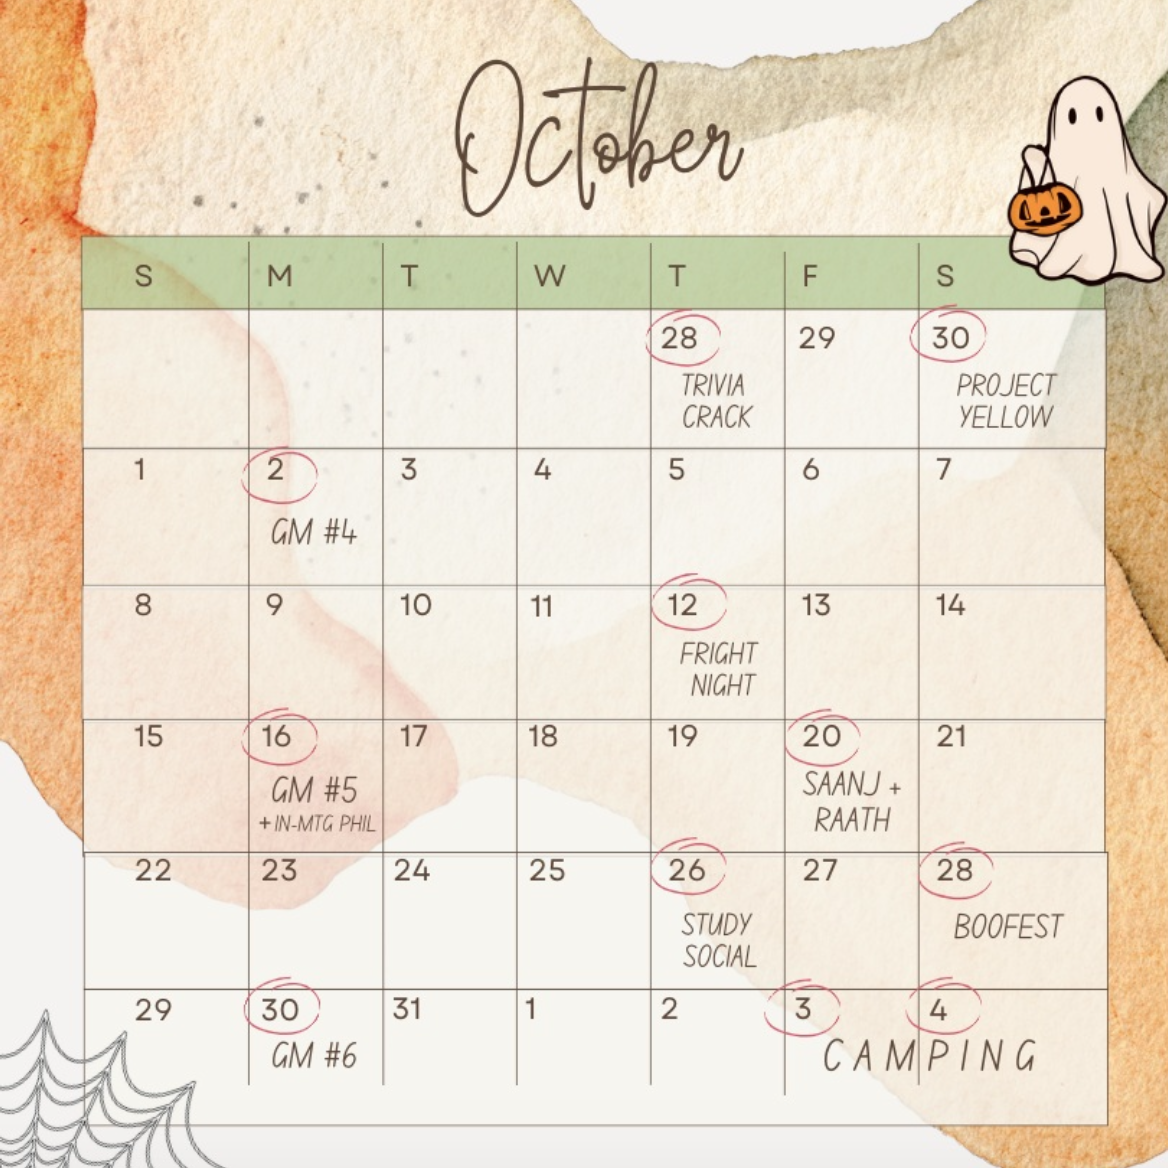 October
S M T W T F S
28 29 30
TRIVIA CRACK
PROJECT YELLOW
1 2 3 4 5 6 7
GM #4
8 9 10 11 12 13 14
FRIGHT NIGHT
15 16 17 18 19 20 21
GM #5
+ IN-MTG PHIL
SAANJ + RAATH
22 23 24 25 26 27 28
STUDY SOCIAL
BOOFEST
29 30 31 1 2 3 4
GM #6
CAMPING